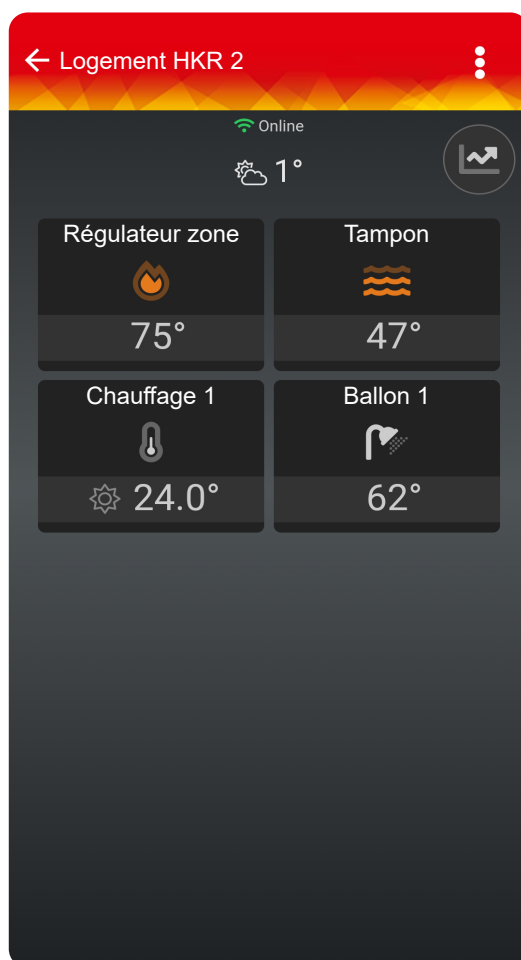 Logement HKR 2
Online
1°
Régulateur zone
Tampon
75°
47°
Chauffage 1
Ballon 1
24.0°
62°